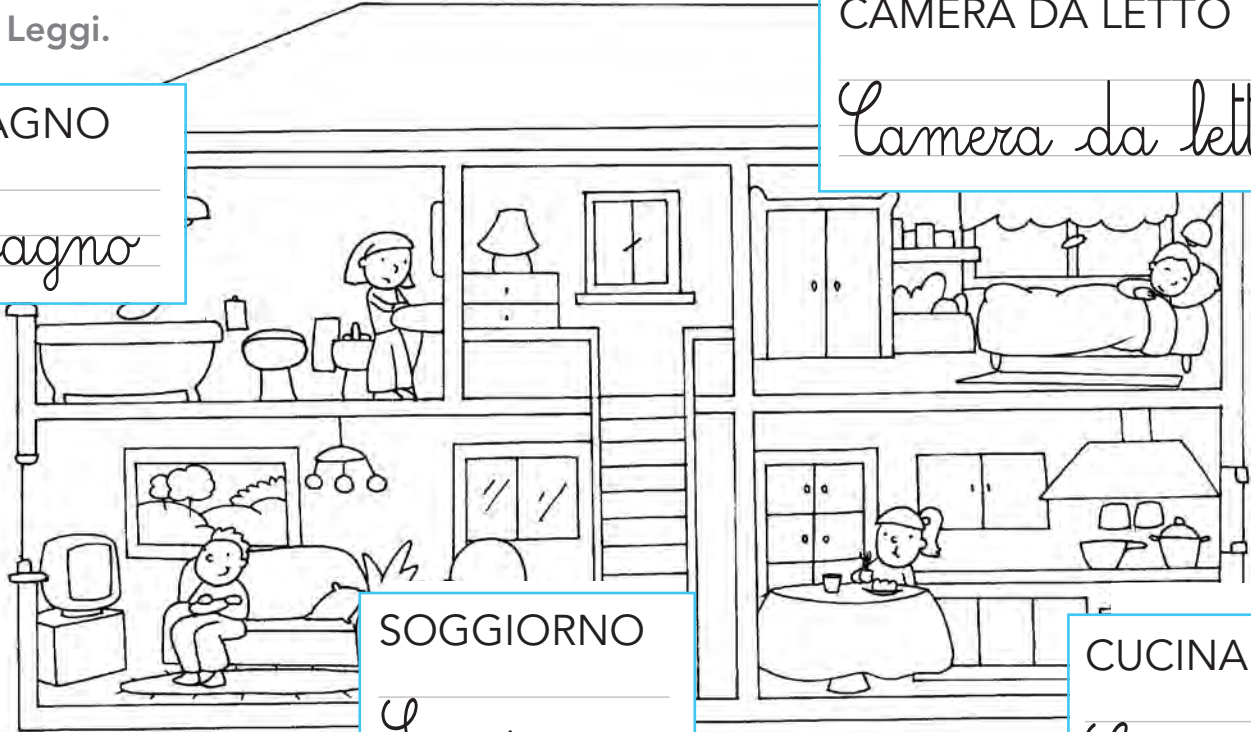 Leggi.
CAMERA DA LETTO
Camera da lett
AGNO
agno
SOGGIORNO
CUCINA